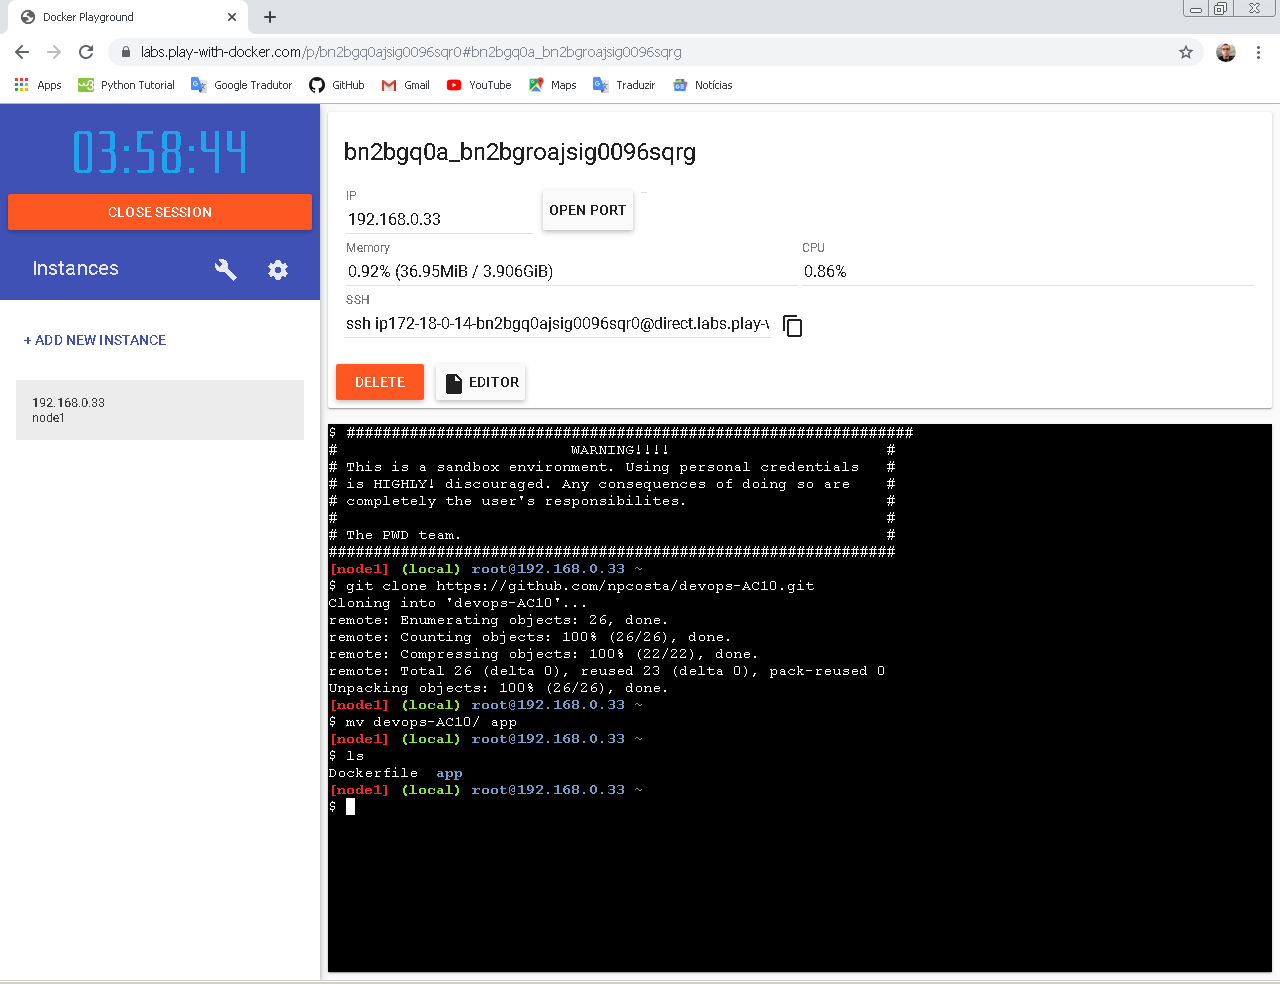 Docker Playground
labs.play-with-docker.com/p/bn2bgq0ajsig0096sqr0#bn2bgq0a_bn2bgroajsig0096sqrg
Apps Python Tutorial Google Tradutor GitHub Gmail YouTube Maps Traduzir Notícias
03:58:44
CLOSE SESSION
Instances
+ ADD NEW INSTANCE
192.168.0.33
node1
bn2bgq0a_bn2bgroajsig0096sqrg
IP
192.168.0.33
OPEN PORT
Memory
0.92% (36.95MiB / 3.906GiB)
CPU
0.86%
SSH
ssh ip172-18-0-14-bn2bgq0ajsig0096sqr0@direct.labs.play-w
DELETE
EDITOR
$ ###############################################################
# WARNING!!!! #
# This is a sandbox environment. Using personal credentials #
# is HIGHLY! discouraged. Any consequences of doing so are #
# completely the user's responsibilites. #
# #
# The PWD team. #
###############################################################
[node1] (local) root@192.168.0.33 ~
$ git clone https://github.com/npcosta/devops-AC10.git
Cloning into 'devops-AC10'...
remote: Enumerating objects: 26, done.
remote: Counting objects: 100% (26/26), done.
remote: Compressing objects: 100% (22/22), done.
remote: Total 26 (delta 0), reused 23 (delta 0), pack-reused 0
Unpacking objects: 100% (26/26), done.
[node1] (local) root@192.168.0.33 ~
$ mv devops-AC10/ app
[node1] (local) root@192.168.0.33 ~
$ ls
Dockerfile app
[node1] (local) root@192.168.0.33 ~
$